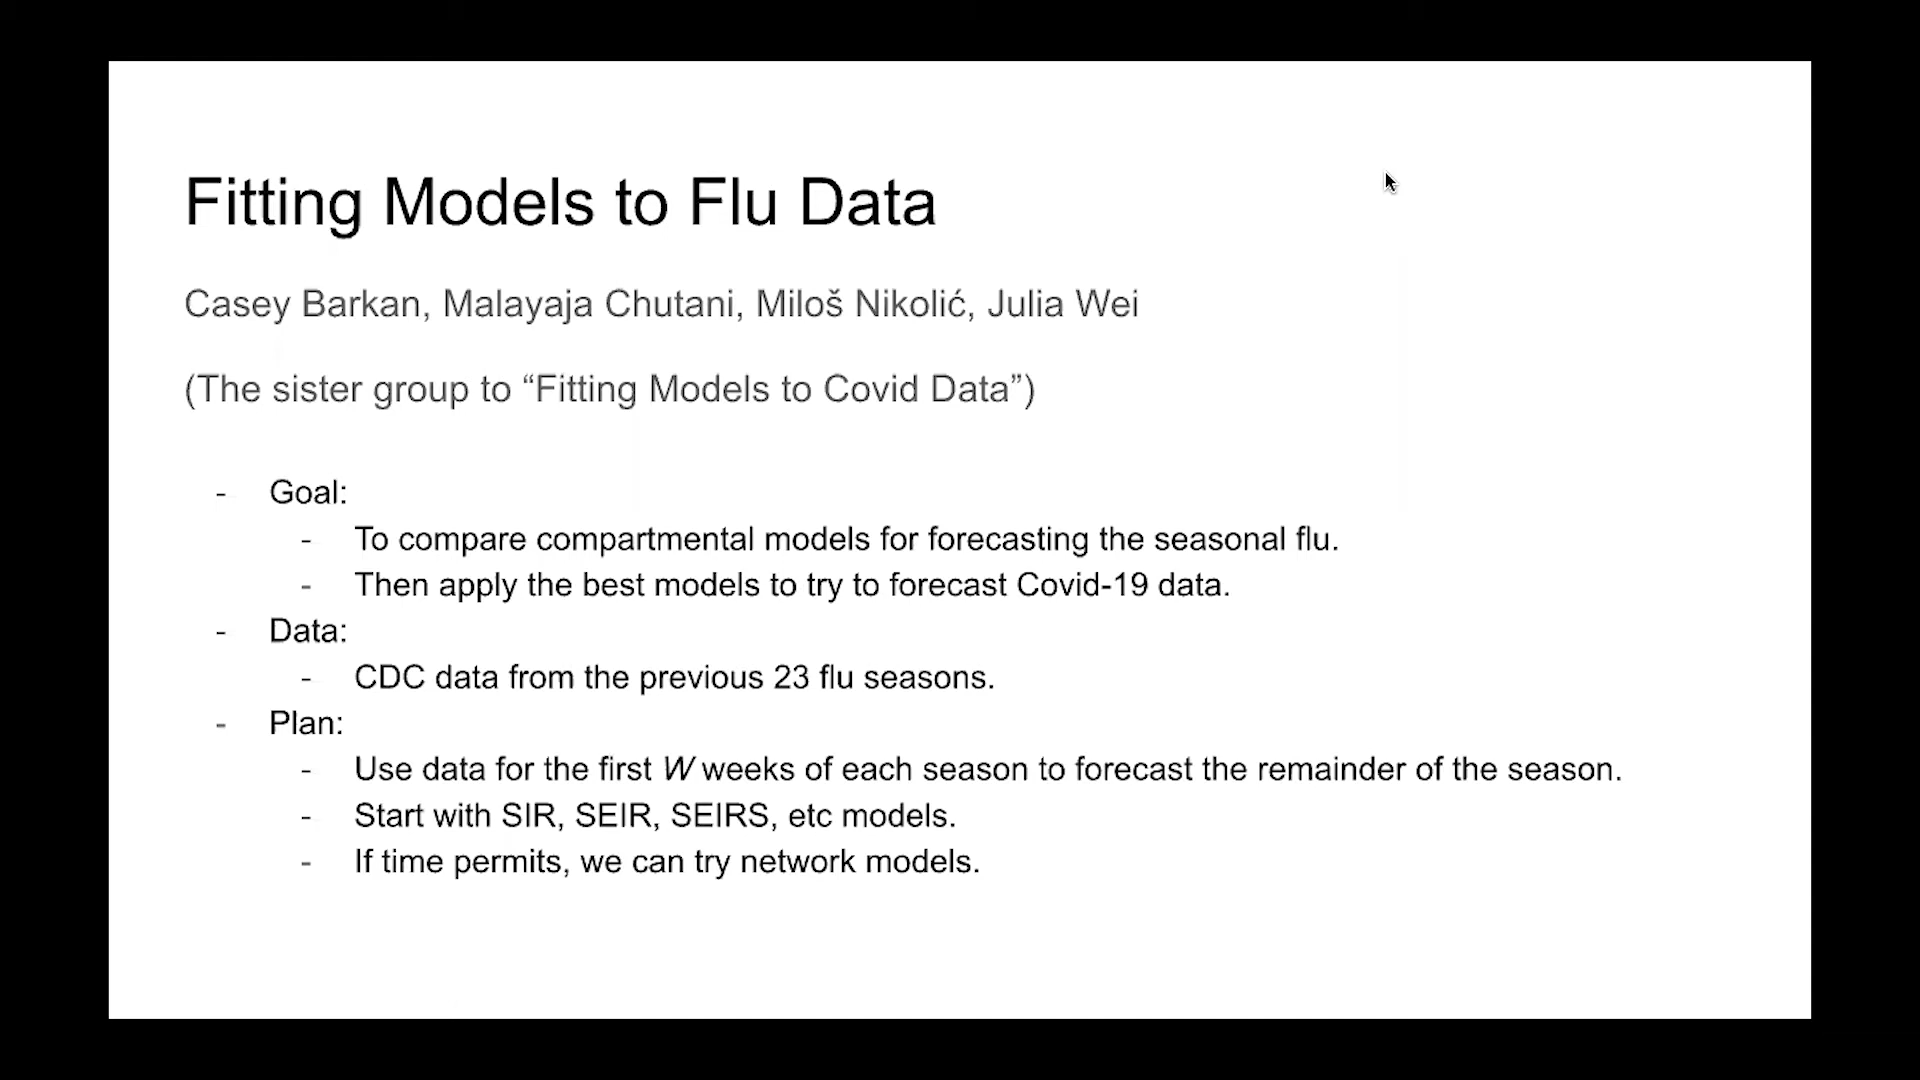 Fitting Models to Flu Data
Casey Barkan, Malayaja Chutani, Miloš Nikolić, Julia Wei
(The sister group to “Fitting Models to Covid Data”)
- Goal:
- To compare compartmental models for forecasting the seasonal flu.
- Then apply the best models to try to forecast Covid-19 data.
- Data:
- CDC data from the previous 23 flu seasons.
- Plan:
- Use data for the first W weeks of each season to forecast the remainder of the season.
- Start with SIR, SEIR, SEIRS, etc models.
- If time permits, we can try network models.